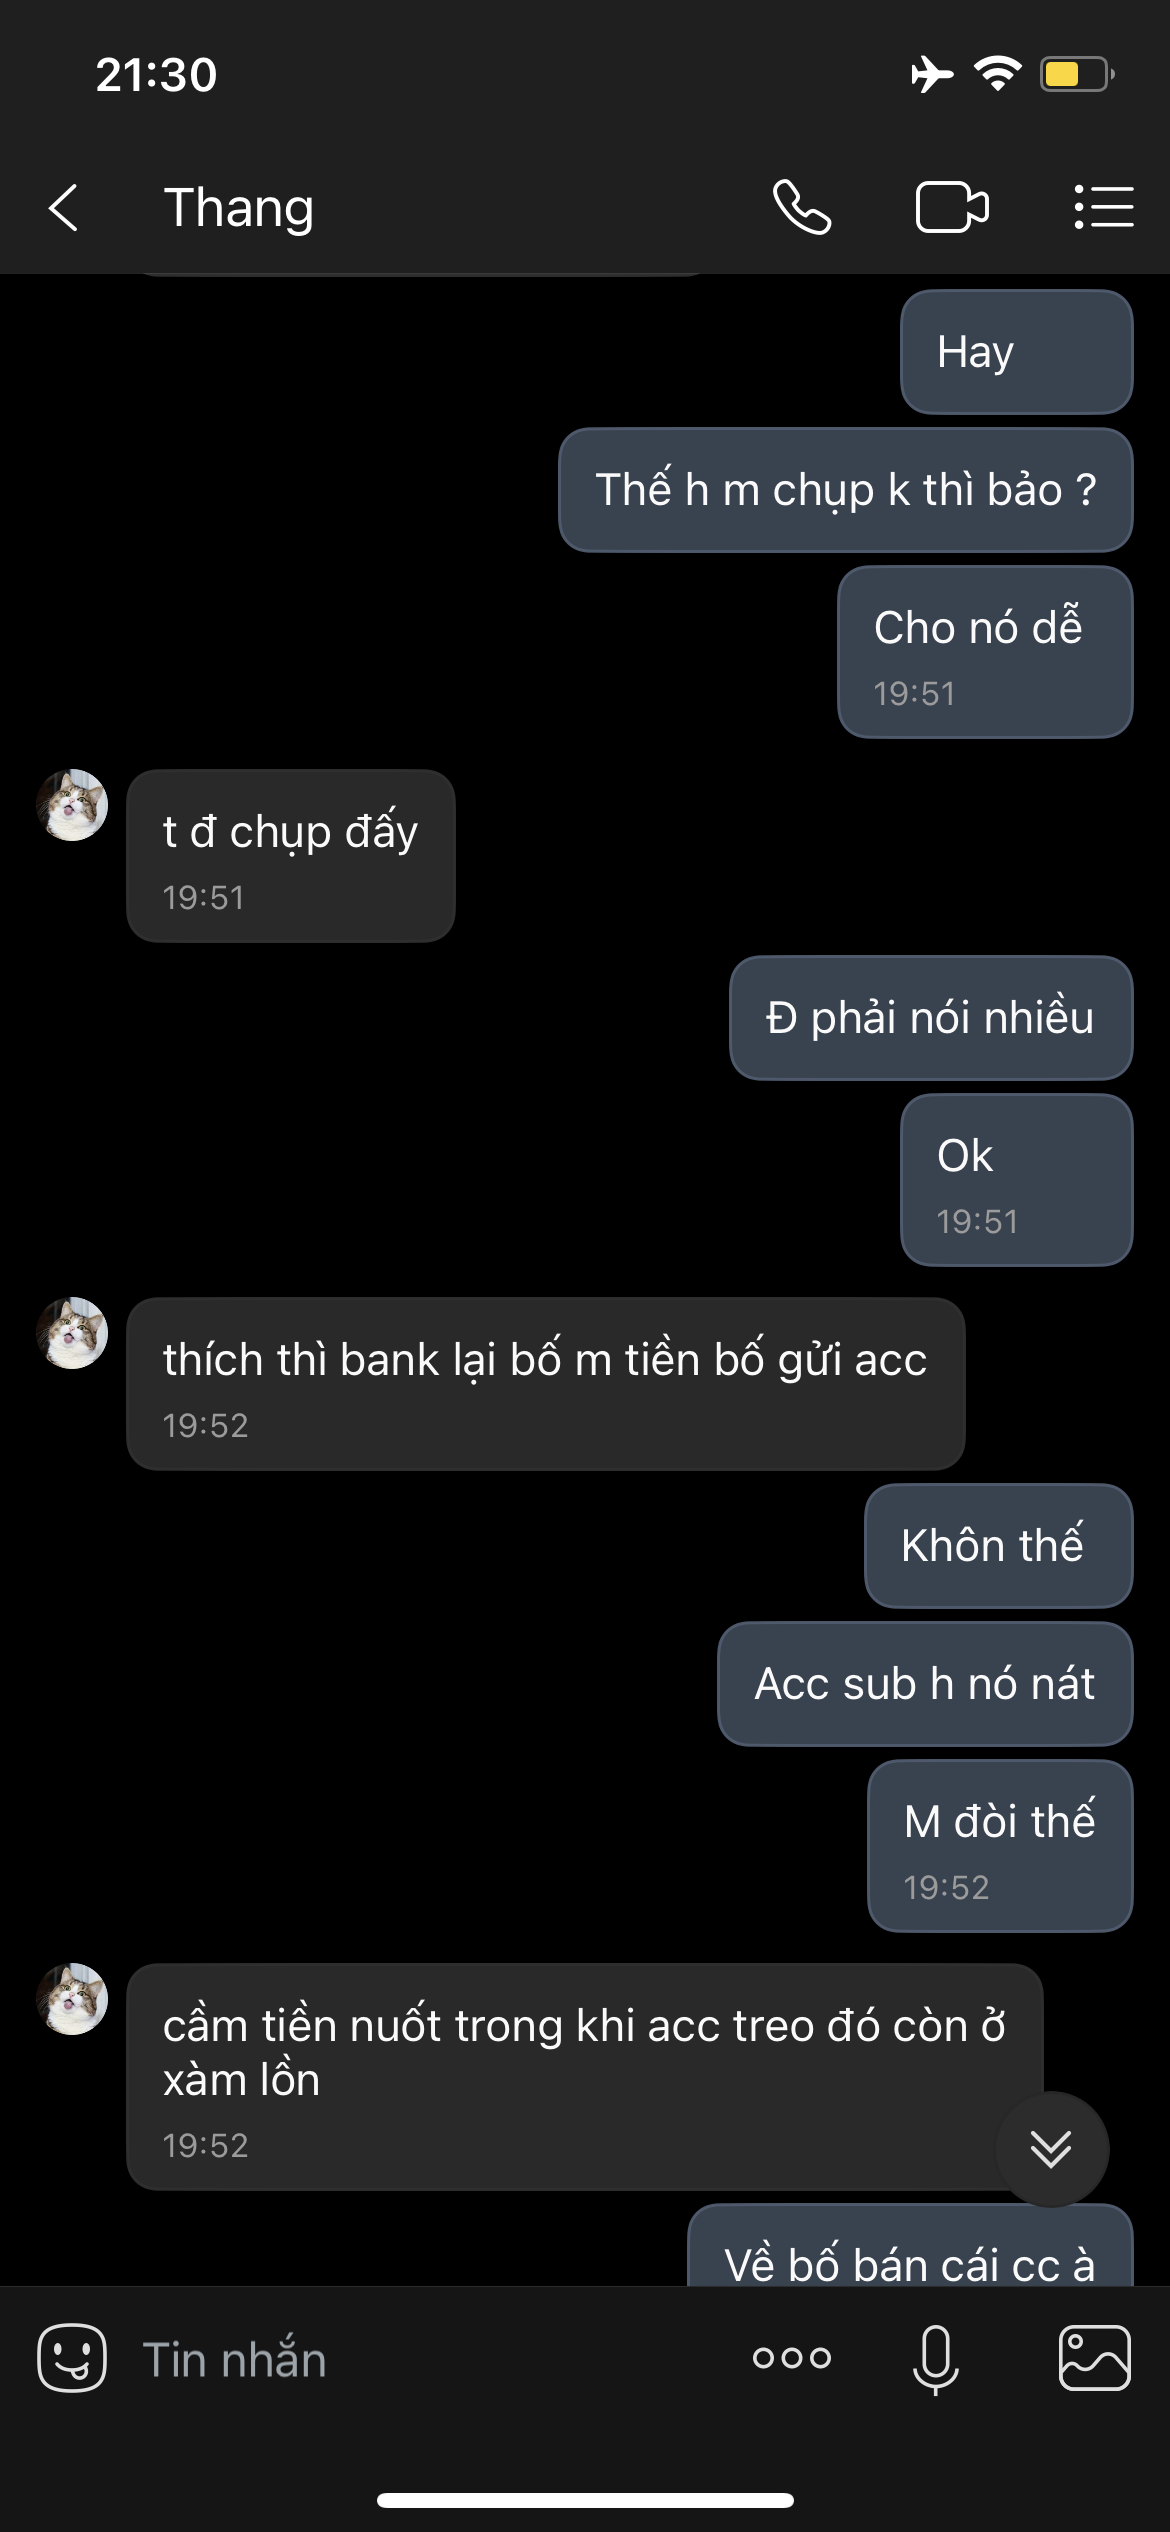 21:30
Thang
Hay
Thế h m chụp k thì bảo ?
Cho nó dễ
19:51
t đ chụp đấy
19:51
Đ phải nói nhiều
Ok
19:51
thích thì bank lại bố m tiền bố gửi acc
19:52
Khôn thế
Acc sub h nó nát
M đòi thế
19:52
cầm tiền nuốt trong khi acc treo đó còn ở
xàm lồn
19:52
Về bố bán cái cc à
Tin nhắn